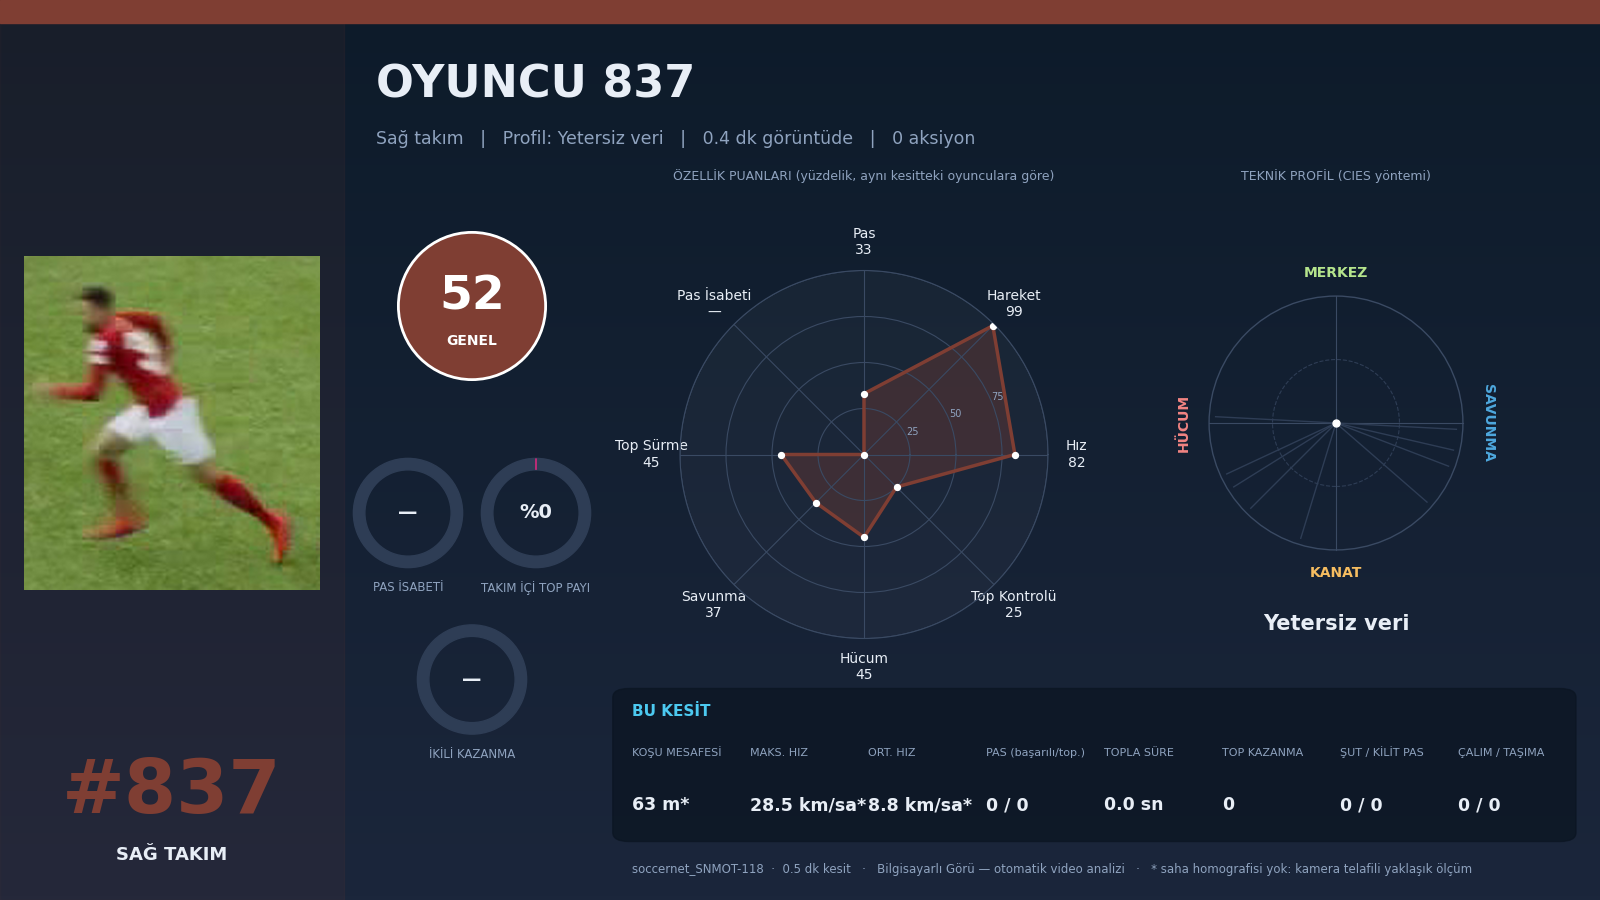 OYUNCU 837
Sağ takım | Profil: Yetersiz veri | 0.4 dk görüntüde | 0 aksiyon
ÖZELLİK PUANLARI (yüzdelik, aynı kesitteki oyunculara göre)
TEKNİK PROFİL (CIES yöntemi)
52
GENEL
—
PAS İSABETİ
%0
TAKIM İÇİ TOP PAYI
—
İKİLİ KAZANMA
Pas
33
Hareket
99
Hız
82
Top Kontrolü
25
Hücum
45
Savunma
37
Top Sürme
45
Pas İsabeti
—
25
50
75
MERKEZ
HÜCUM
SAVUNMA
KANAT
Yetersiz veri
#837
SAĞ TAKIM
BU KESİT
KOŞU MESAFESİ MAKS. HIZ ORT. HIZ PAS (başarılı/top.) TOPLA SÜRE TOP KAZANMA ŞUT / KİLİT PAS ÇALIM / TAŞIMA
63 m* 28.5 km/sa* 8.8 km/sa* 0 / 0 0.0 sn 0 0 / 0 0 / 0
soccernet_SNMOT-118 · 0.5 dk kesit · Bilgisayarlı Görü — otomatik video analizi · * saha homografisi yok: kamera telafili yaklaşık ölçüm